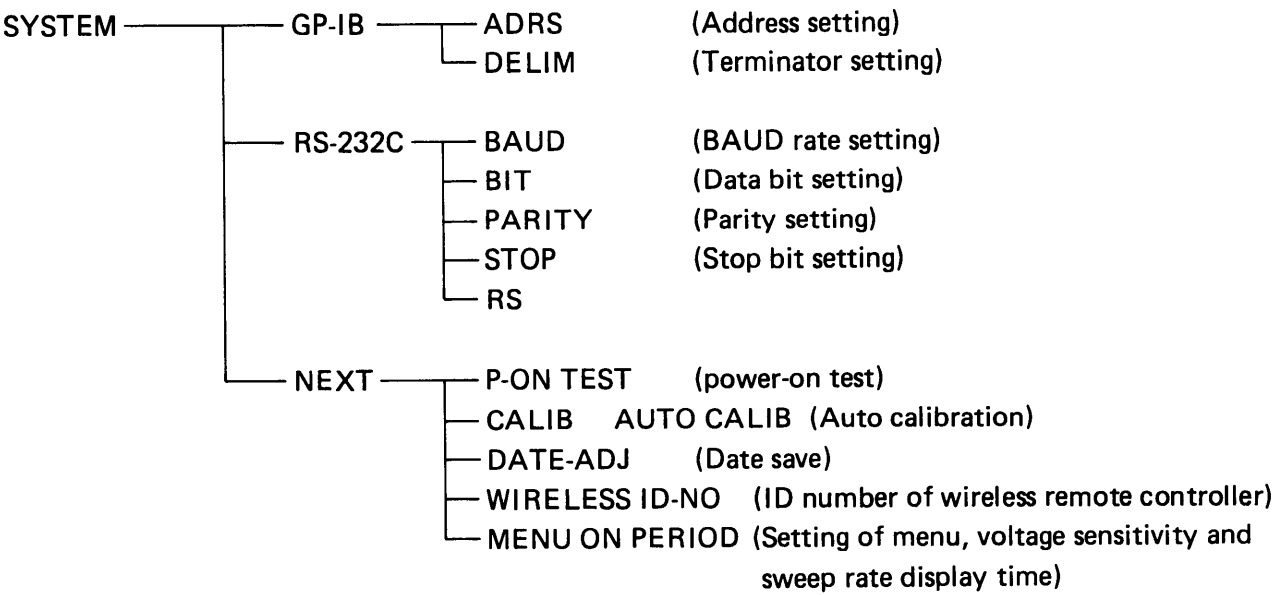 SYSTEM GP-IB ADRS (Address setting)
DELIM (Terminator setting)
RS-232C BAUD (BAUD rate setting)
BIT (Data bit setting)
PARITY (Parity setting)
STOP (Stop bit setting)
RS
NEXT P-ON TEST (power-on test)
CALIB AUTO CALIB (Auto calibration)
DATE-ADJ (Date save)
WIRELESS ID-NO (ID number of wireless remote controller)
MENU ON PERIOD (Setting of menu, voltage sensitivity and
sweep rate display time)